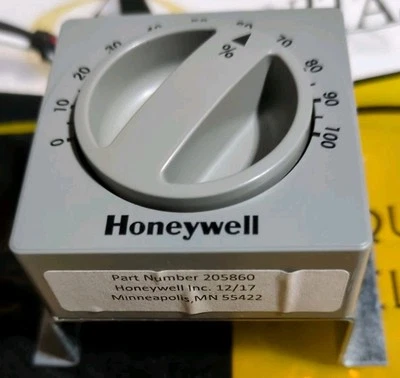 0 10 20 30 70 80 90 100
%
Honeywell
Part Number 205860
Honeywell Inc. 12/17
Minneapolis,MN 55422